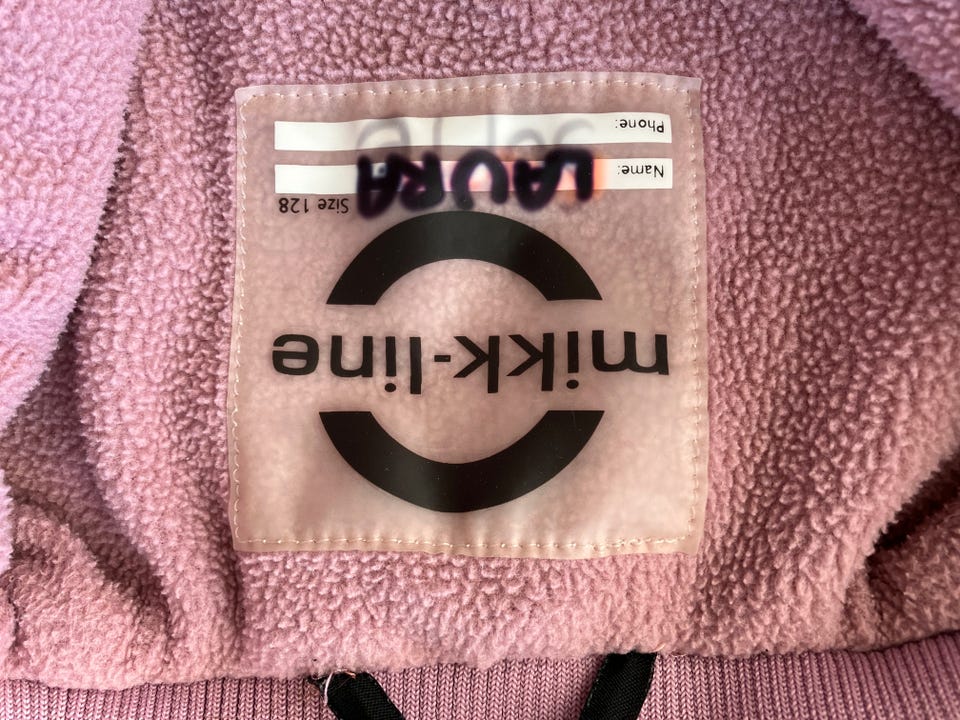 mikk-line
Size 128
Name: LAURA
Phone: